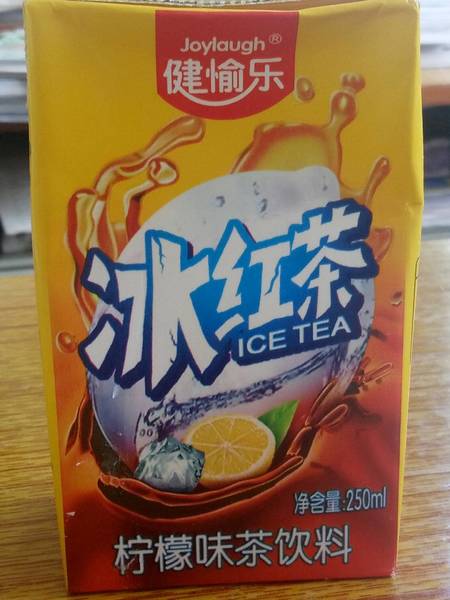 Joylaugh®
健愉乐
冰红茶
ICE TEA
净含量:250ml
柠檬味茶饮料